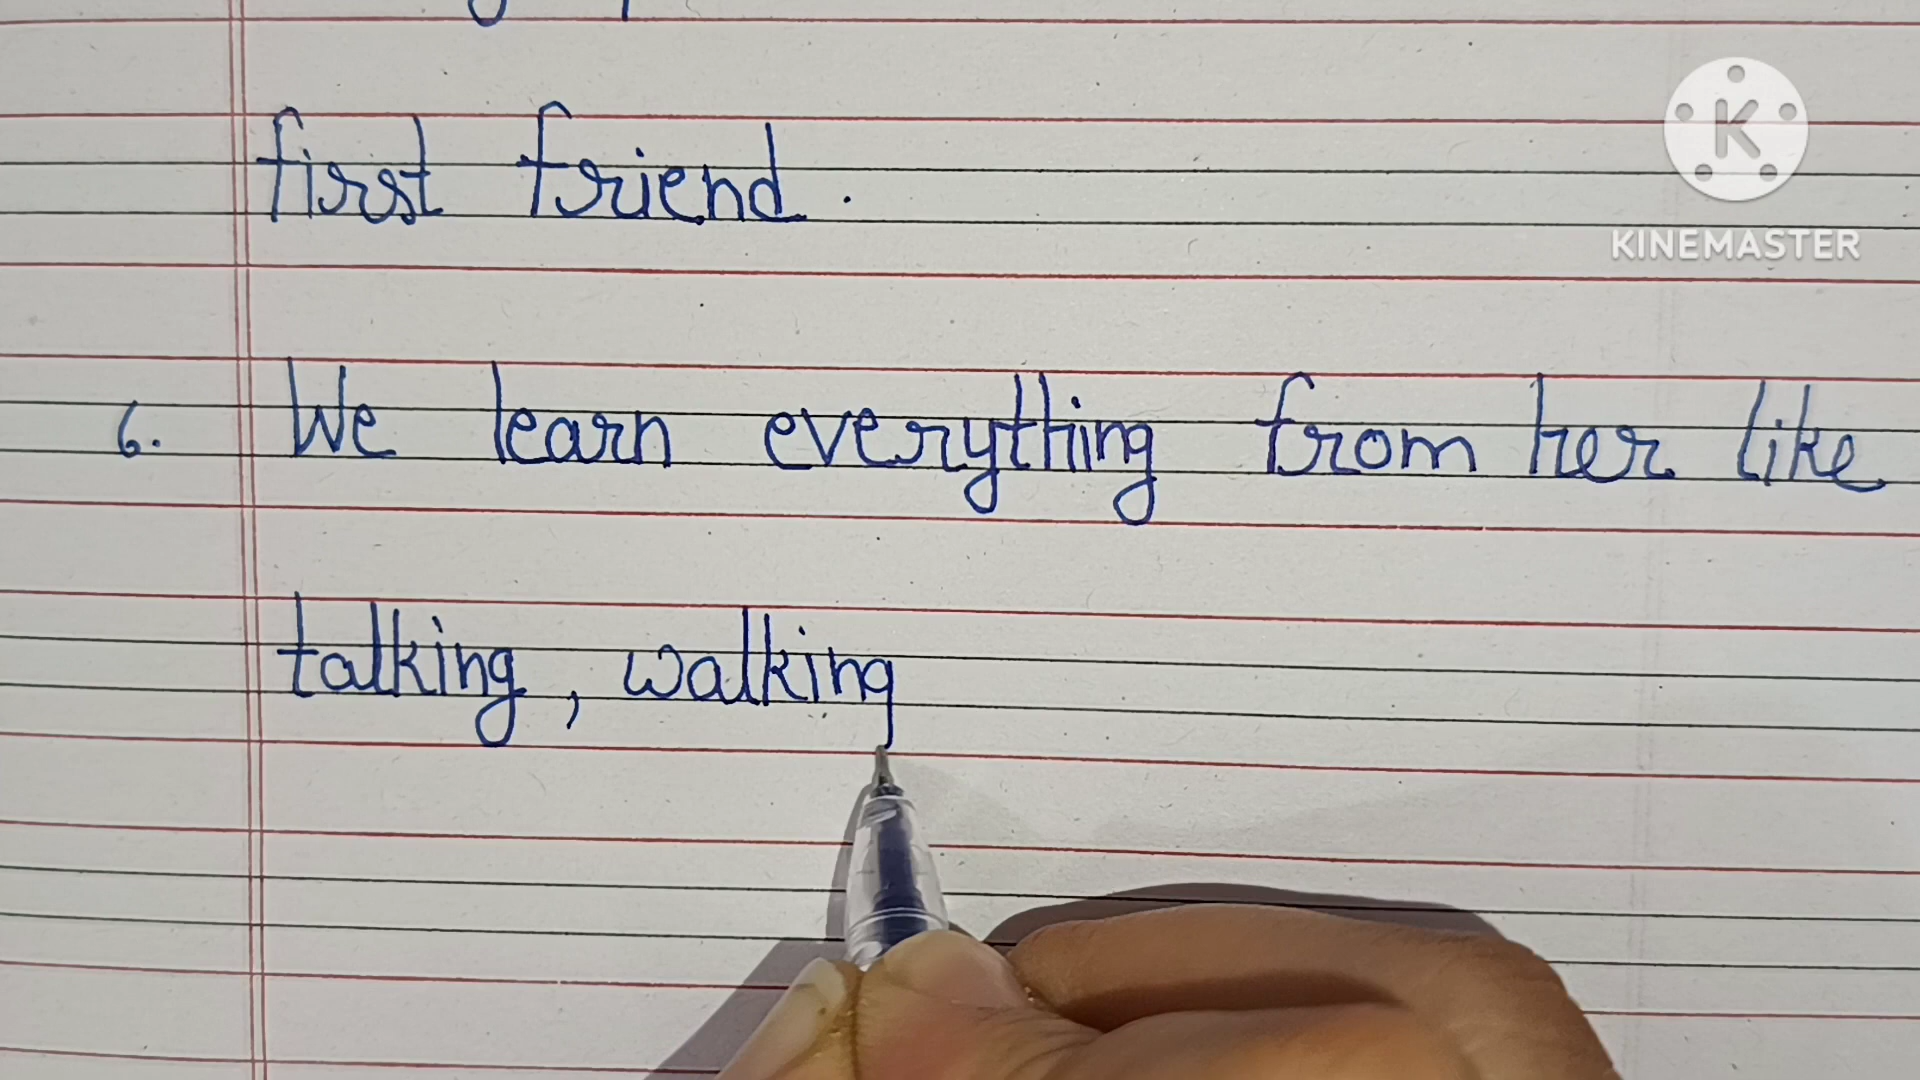 first friend.
6. We learn everything from her like
talking, walking
K
KINEMASTER